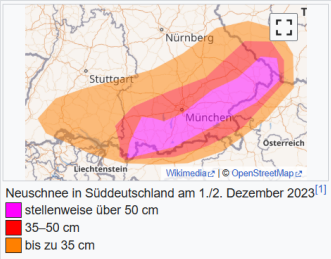 T
Nürnberg
Stuttgart
München
Österreich
Liechtenstein
Wikimedia | © OpenStreetMap
Neuschnee in Süddeutschland am 1./2. Dezember 2023[1]
stellenweise über 50 cm
35–50 cm
bis zu 35 cm